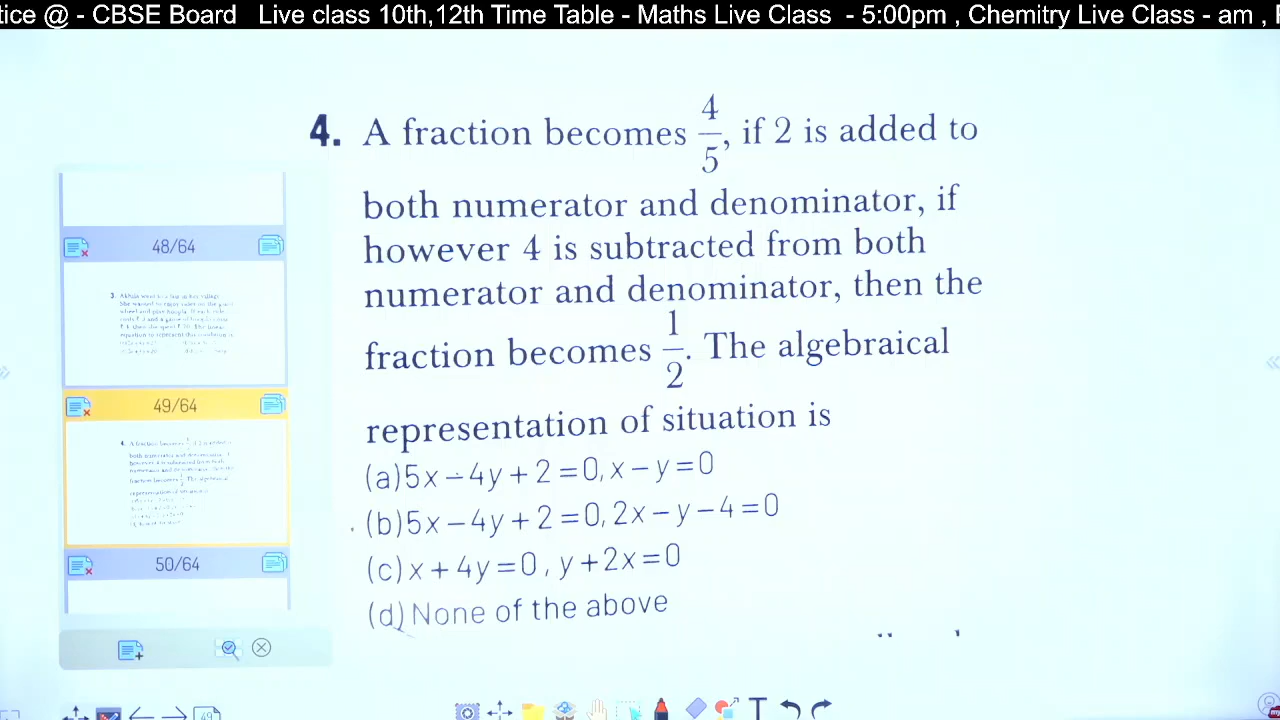 tice @ - CBSE Board Live class 10th,12th Time Table - Maths Live Class - 5:00pm , Chemitry Live Class - am ,
4. A fraction becomes 4/5, if 2 is added to
both numerator and denominator, if
however 4 is subtracted from both
numerator and denominator, then the
fraction becomes 1/2. The algebraical
representation of situation is
(a) 5x - 4y + 2 = 0, x - y = 0
(b) 5x - 4y + 2 = 0, 2x - y - 4 = 0
(c) x + 4y = 0, y + 2x = 0
(d) None of the above
48/64
49/64
50/64
49
T